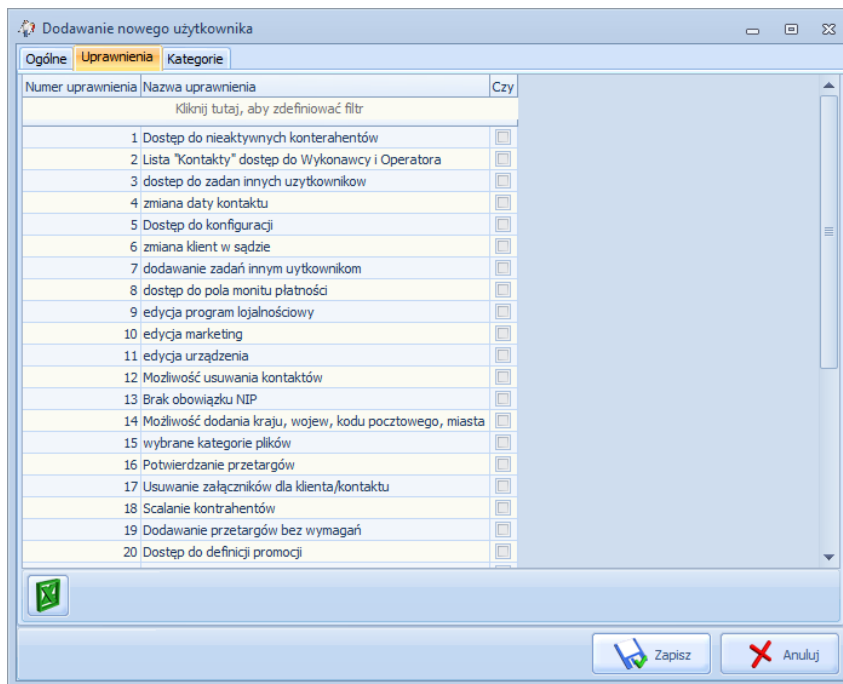 Dodawanie nowego użytkownika
Ogólne Uprawnienia Kategorie
Numer uprawnienia Nazwa uprawnienia Czy
Kliknij tutaj, aby zdefiniować filtr
1 Dostęp do nieaktywnych konterahentów
2 Lista "Kontakty" dostęp do Wykonawcy i Operatora
3 dostep do zadan innych uzytkownikow
4 zmiana daty kontaktu
5 Dostęp do konfiguracji
6 zmiana klient w sądzie
7 dodawanie zadań innym uytkownikom
8 dostęp do pola monitu płatności
9 edycja program lojalnościowy
10 edycja marketing
11 edycja urządzenia
12 Mozliwość usuwania kontaktów
13 Brak obowiązku NIP
14 Możliwość dodania kraju, wojew, kodu pocztowego, miasta
15 wybrane kategorie plików
16 Potwierdzanie przetargów
17 Usuwanie załączników dla klienta/kontaktu
18 Scalanie kontrahentów
19 Dodawanie przetargów bez wymagań
20 Dostęp do definicji promocji
Zapisz Anuluj